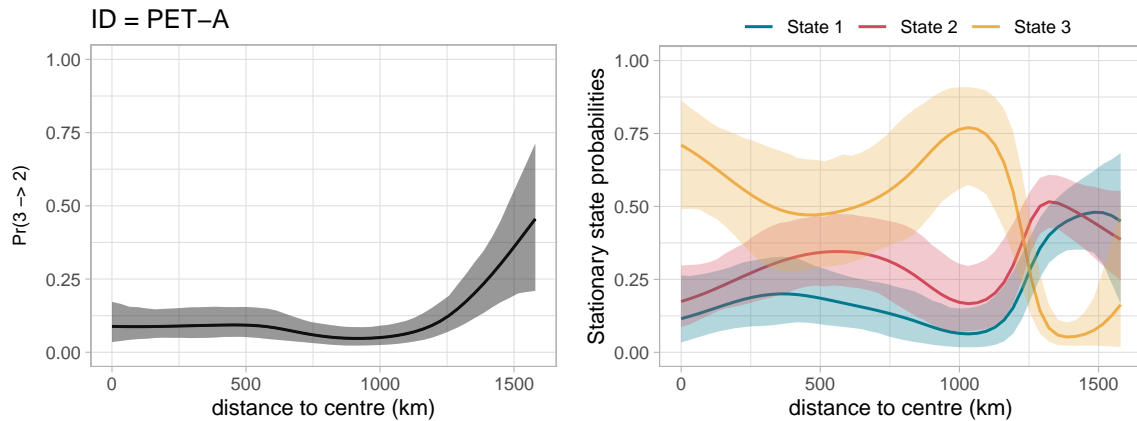 ID = PET−A
1.00
0.75
0.50
0.25
0.00
Pr(3 −> 2)
0
500
1000
1500
distance to centre (km)
State 1
State 2
State 3
1.00
0.75
0.50
0.25
0.00
Stationary state probabilities
0
500
1000
1500
distance to centre (km)